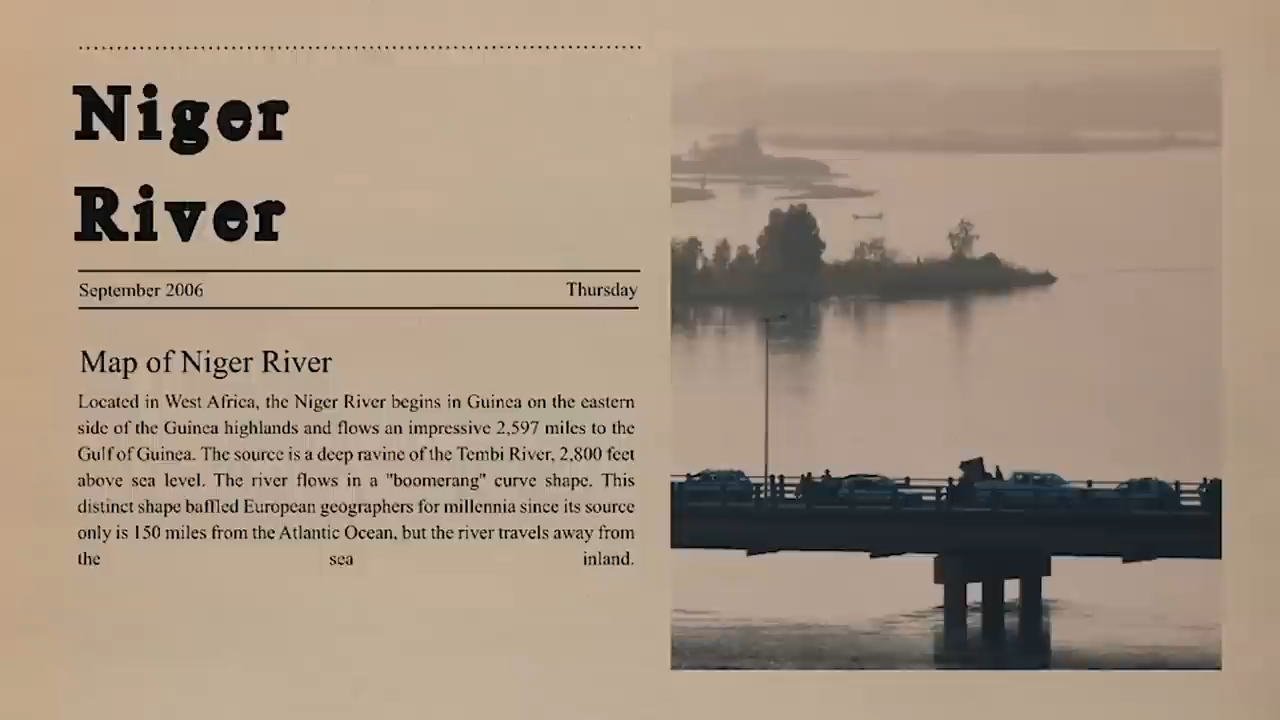 Niger
River
September 2006 Thursday
Map of Niger River
Located in West Africa, the Niger River begins in Guinea on the eastern
side of the Guinea highlands and flows an impressive 2,597 miles to the
Gulf of Guinea. The source is a deep ravine of the Tembi River, 2,800 feet
above sea level. The river flows in a "boomerang" curve shape. This
distinct shape baffled European geographers for millennia since its source
only is 150 miles from the Atlantic Ocean, but the river travels away from
the sea inland.